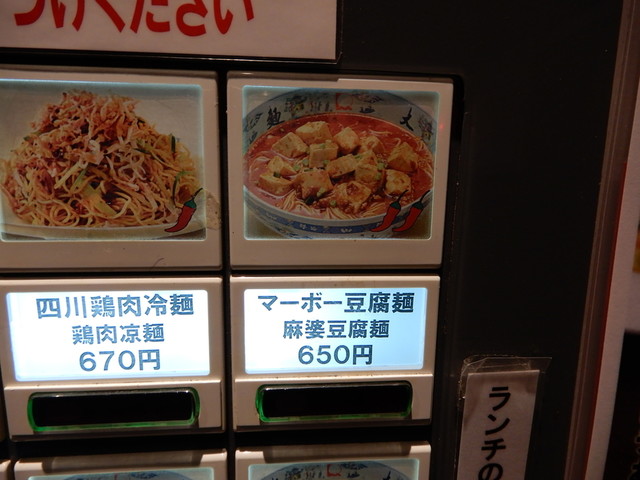 つけください
四川鶏肉冷麺
鶏肉凉麺
670円
マーボー豆腐麺
麻婆豆腐麺
650円
ランチの